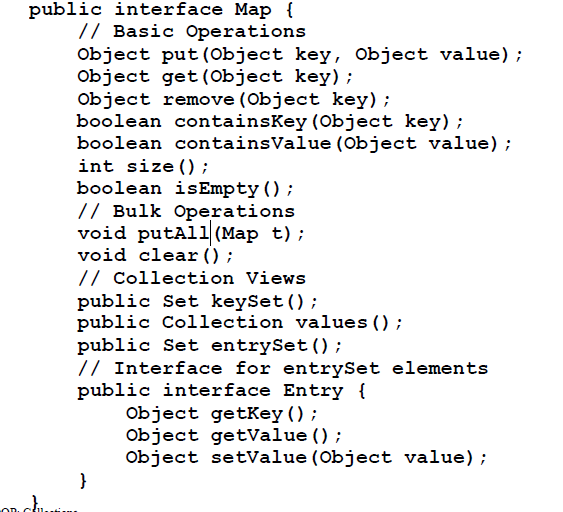 public interface Map {
// Basic Operations
Object put(Object key, Object value);
Object get(Object key);
Object remove(Object key);
boolean containsKey(Object key);
boolean containsValue(Object value);
int size();
boolean isEmpty();
// Bulk Operations
void putAll(Map t);
void clear();
// Collection Views
public Set keySet();
public Collection values();
public Set entrySet();
// Interface for entrySet elements
public interface Entry {
Object getKey();
Object getValue();
Object setValue(Object value);
}
}